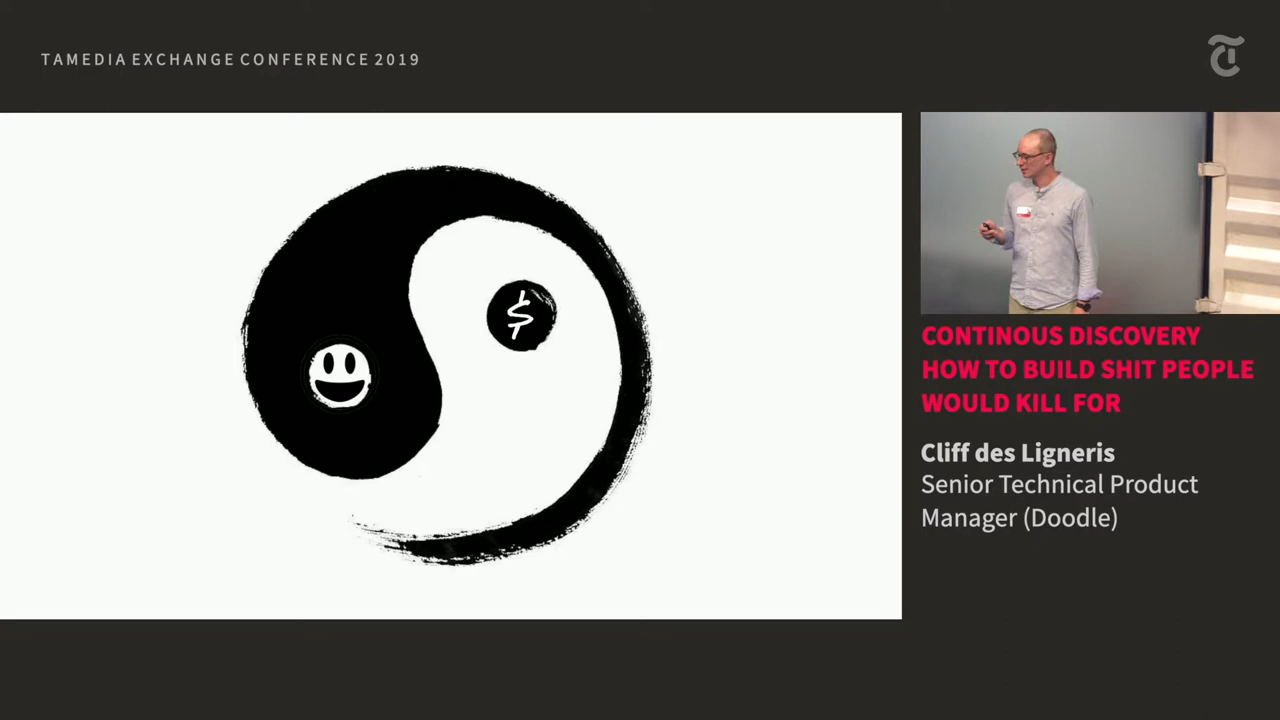 TAMEDIA EXCHANGE CONFERENCE 2019
$
CONTINOUS DISCOVERY
HOW TO BUILD SHIT PEOPLE
WOULD KILL FOR
Cliff des Ligneris
Senior Technical Product
Manager (Doodle)